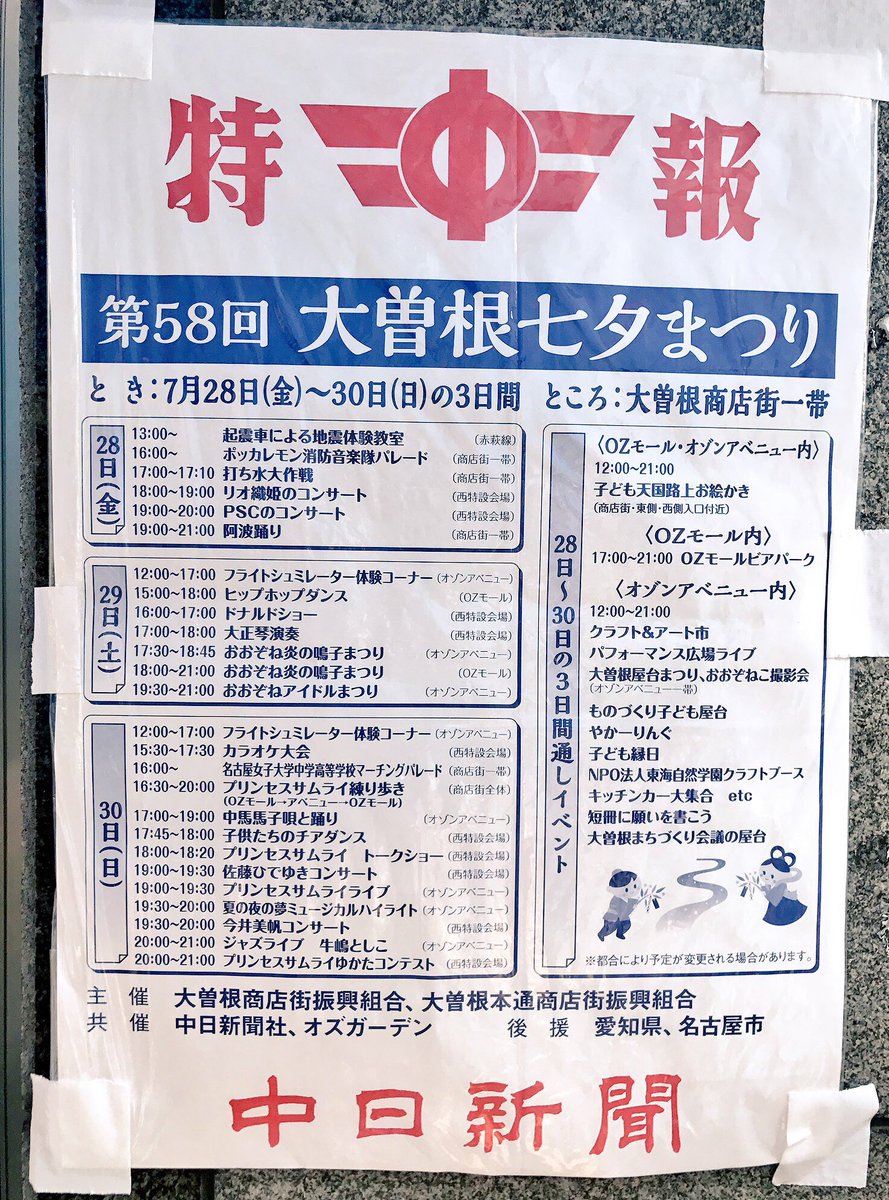 特 中 報
第58回 大曽根七夕まつり
と き：7月28日(金)～30日(日)の3日間 ところ：大曽根商店街一帯
28日(金)
13:00～ 起震車による地震体験教室 (赤萩線)
16:00～ ポッカレモン消防音楽隊パレード (商店街一帯)
17:00～17:10 打ち水大作戦 (商店街一帯)
18:00～19:00 リオ織姫のコンサート (西特設会場)
19:00～20:00 PSCのコンサート (西特設会場)
19:00～21:00 阿波踊り (商店街一帯)
29日(土)
12:00～17:00 フライトシュミレーター体験コーナー (オゾンアベニュー)
15:00～18:00 ヒップホップダンス (OZモール)
16:00～17:00 ドナルドショー (西特設会場)
17:00～18:00 大正琴演奏 (西特設会場)
17:30～18:45 おおぞね炎の鳴子まつり (オゾンアベニュー)
18:00～21:00 おおぞね炎の鳴子まつり (OZモール)
19:30～21:00 おおぞねアイドルまつり (オゾンアベニュー)
30日(日)
12:00～17:00 フライトシュミレーター体験コーナー (オゾンアベニュー)
15:30～17:30 カラオケ大会 (西特設会場)
16:00～ 名古屋女子大学中学高等学校マーチングパレード (商店街一帯)
16:30～20:00 プリンセスサムライ練り歩き (商店街全体)
(OZモール→アベニュー→OZモール)
17:00～19:00 中馬馬子唄と踊り (オゾンアベニュー)
17:45～18:00 子供たちのチアダンス (西特設会場)
18:00～18:20 プリンセスサムライ トークショー (西特設会場)
19:00～19:30 佐藤ひでゆきコンサート (西特設会場)
19:00～19:30 プリンセスサムライライブ (オゾンアベニュー)
19:30～20:00 夏の夜の夢ミュージカルハイライト (オゾンアベニュー)
19:30～20:00 今井美帆コンサート (西特設会場)
20:00～21:00 ジャズライブ 牛嶋としこ (オゾンアベニュー)
20:00～21:00 プリンセスサムライゆかたコンテスト (西特設会場)
28日～30日の3日間通しイベント
〈OZモール・オゾンアベニュー内〉
12:00～21:00
子ども天国路上お絵かき
(商店街・東側・西側入口付近)
〈OZモール内〉
17:00～21:00 OZモールビアパーク
〈オゾンアベニュー内〉
12:00～21:00
クラフト&アート市
パフォーマンス広場ライブ
大曽根屋台まつり、おおぞねこ撮影会
(オゾンアベニュー一帯)
ものづくり子ども屋台
やかーりんぐ
子ども縁日
NPO法人東海自然学園クラフトブース
キッチンカー大集合 etc
短冊に願いを書こう
大曽根まちづくり会議の屋台
※都合により予定が変更される場合があります。
主 催 大曽根商店街振興組合、大曽根本通商店街振興組合
共 催 中日新聞社、オズガーデン 後 援 愛知県、名古屋市
中日新聞